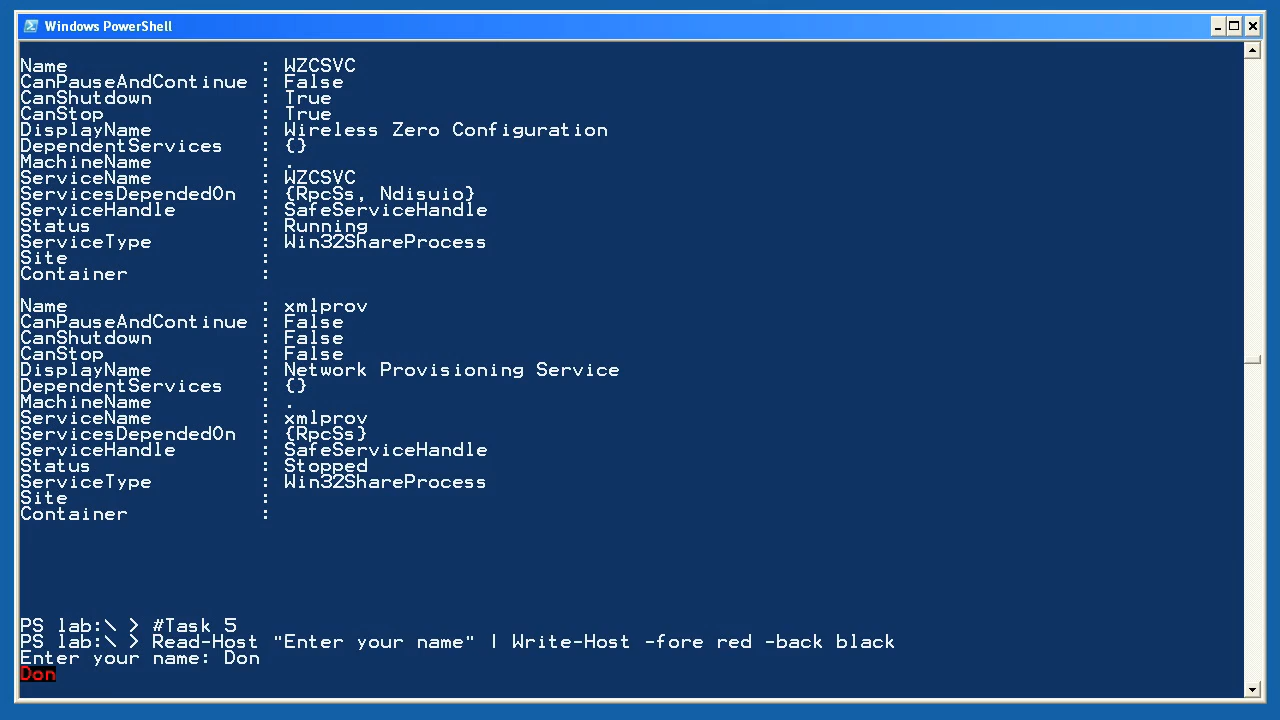 Windows PowerShell
Name                : WZCSVC
CanPauseAndContinue : False
CanShutdown         : True
CanStop             : True
DisplayName         : Wireless Zero Configuration
DependentServices   : {}
MachineName         : .
ServiceName         : WZCSVC
ServicesDependedOn  : {RpcSs, Ndisuio}
ServiceHandle       : SafeServiceHandle
Status              : Running
ServiceType         : Win32ShareProcess
Site                :
Container           :
Name                : xmlprov
CanPauseAndContinue : False
CanShutdown         : False
CanStop             : False
DisplayName         : Network Provisioning Service
DependentServices   : {}
MachineName         : .
ServiceName         : xmlprov
ServicesDependedOn  : {RpcSs}
ServiceHandle       : SafeServiceHandle
Status              : Stopped
ServiceType         : Win32ShareProcess
Site                :
Container           :
PS lab:\ > #Task 5
PS lab:\ > Read-Host "Enter your name" | Write-Host -fore red -back black
Enter your name: Don
Don